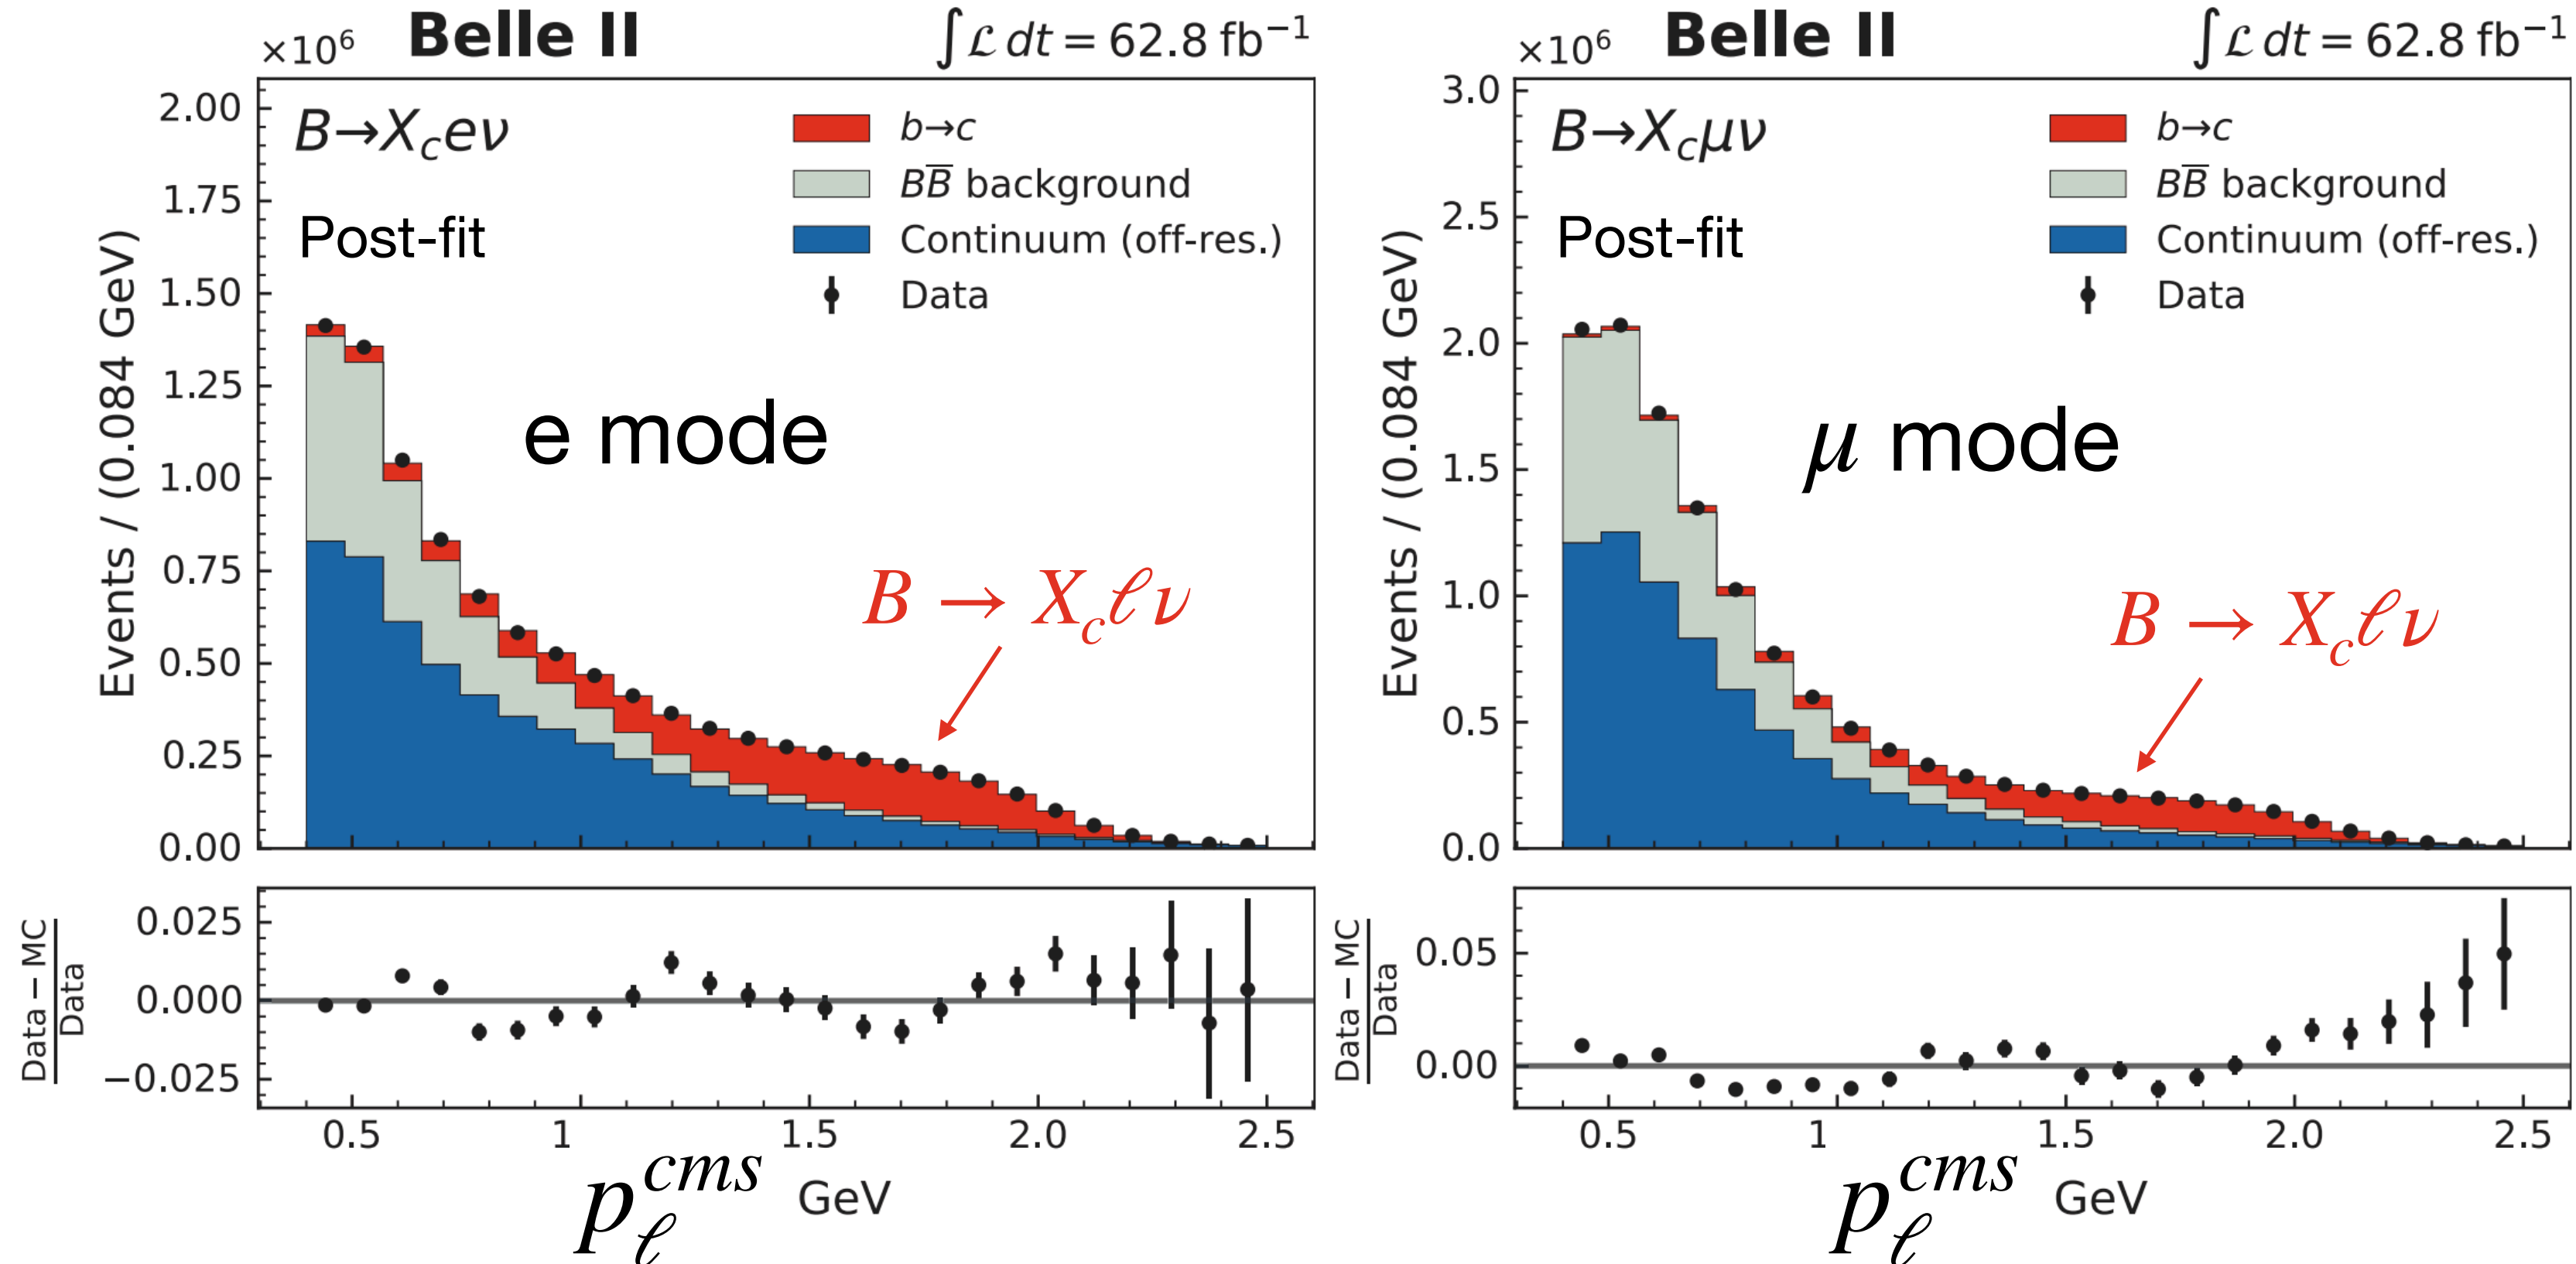 ×10⁶ Belle II ∫ℒ dt = 62.8 fb⁻¹
B→X_c eν
Post-fit
b→c
BB̅ background
Continuum (off-res.)
Data
e mode
B → X_c ℓ ν
Events / (0.084 GeV)
2.00
1.75
1.50
1.25
1.00
0.75
0.50
0.25
0.00
Data − MC
Data
0.025
0.000
−0.025
0.5 1 1.5 2.0 2.5
p_ℓ^cms GeV
×10⁶ Belle II ∫ℒ dt = 62.8 fb⁻¹
B→X_c μν
Post-fit
b→c
BB̅ background
Continuum (off-res.)
Data
μ mode
B → X_c ℓ ν
Events / (0.084 GeV)
3.0
2.5
2.0
1.5
1.0
0.5
0.0
Data − MC
Data
0.05
0.00
0.5 1 1.5 2.0 2.5
p_ℓ^cms GeV